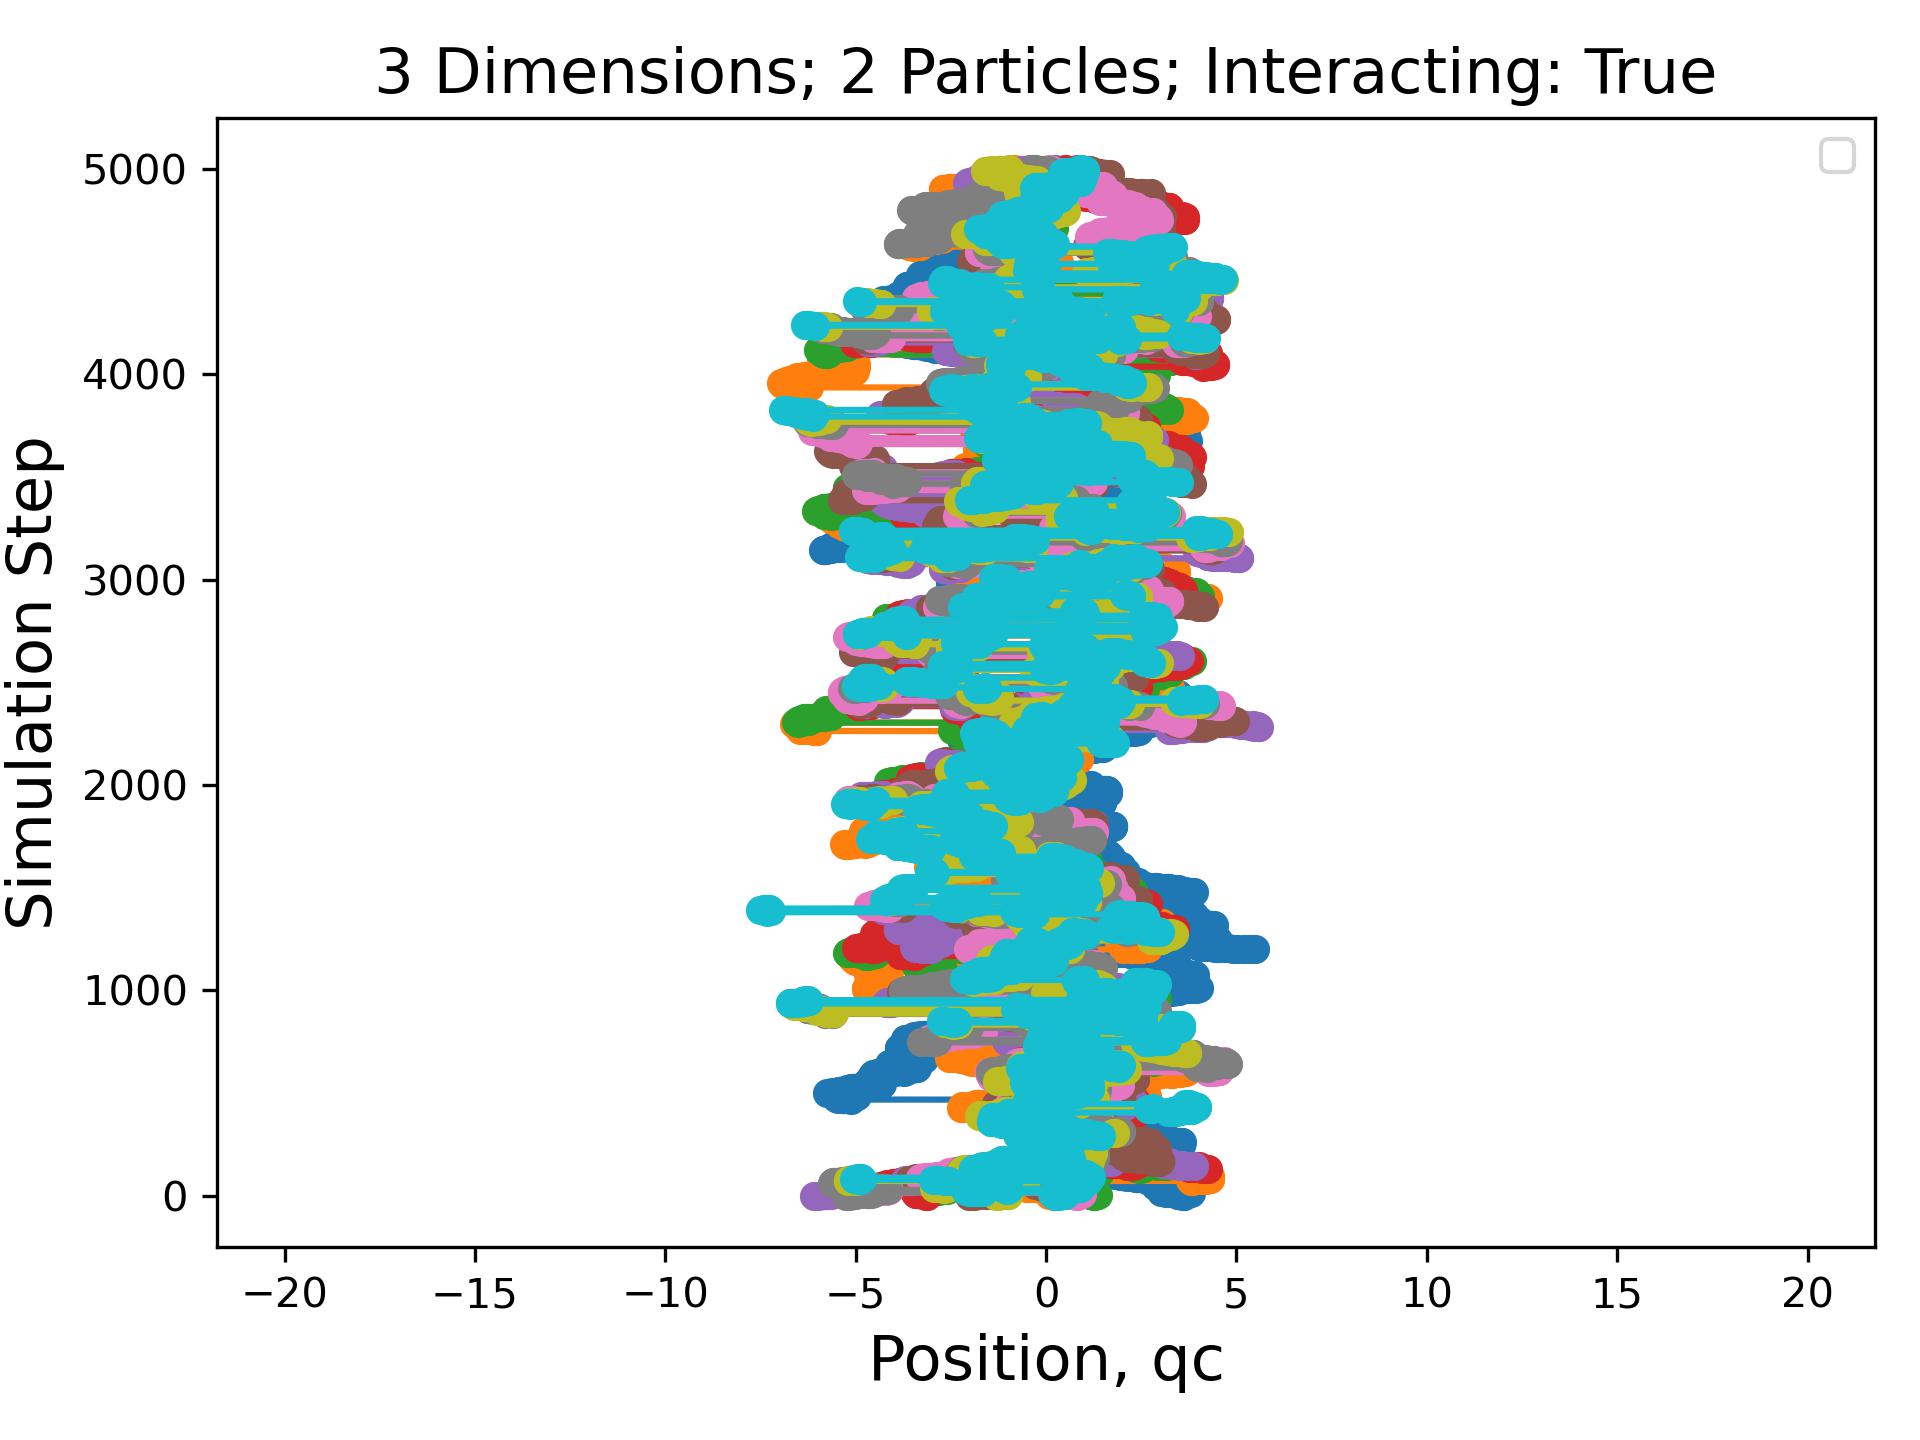 3 Dimensions; 2 Particles; Interacting: True
5000
4000
3000
2000
1000
0
Simulation Step
−20 −15 −10 −5 0 5 10 15 20
Position, qc